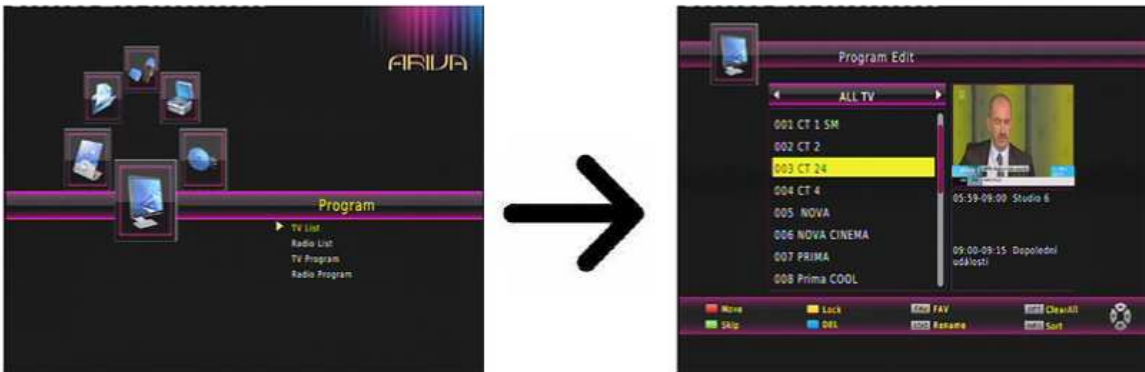 ARIVA
Program
TV List
Radio List
TV Program
Radio Program
Program Edit
ALL TV
001 CT 1 SM
002 CT 2
003 CT 24
004 CT 4
005 NOVA
006 NOVA CINEMA
007 PRIMA
008 Prima COOL
05:59-09:00 Studio 6
09:00-09:15 Dopolední
události
Move Lock FAV FAV ClearAll
Skip DEL Rename Sort